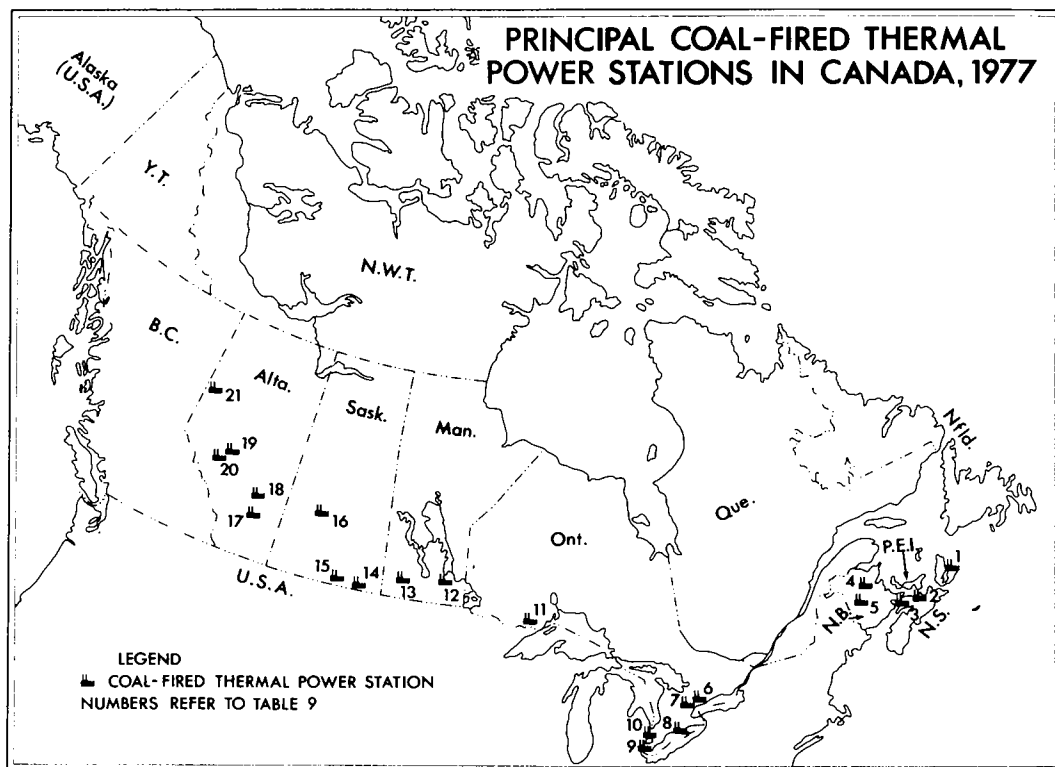 PRINCIPAL COAL-FIRED THERMAL
POWER STATIONS IN CANADA, 1977
Alaska
(U.S.A.)
Y.T.
N.W.T.
B.C.
Alta.
Sask.
Man.
Ont.
Que.
Nfld.
P.E.I.
N.B.
N.S.
U.S.A.
21
19
20
18
17
16
15
14
13
12
11
10
9
8
7
6
5
4
3
2
1
LEGEND
COAL-FIRED THERMAL POWER STATION
NUMBERS REFER TO TABLE 9